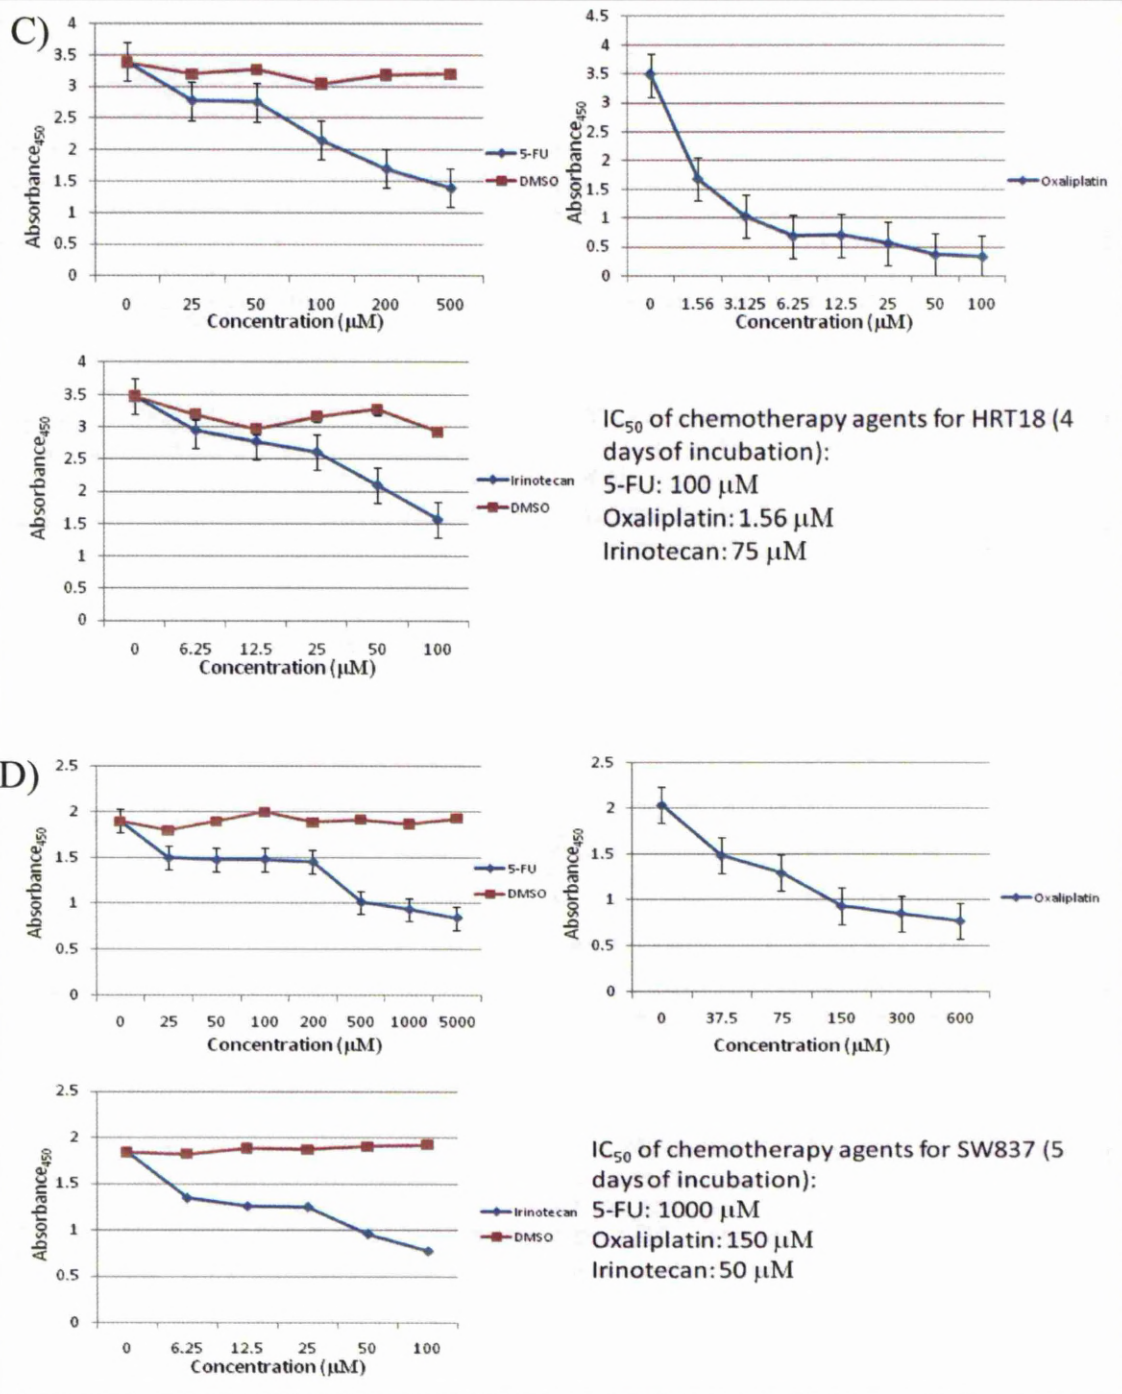 C)
4
3.5
3
2.5
2
1.5
1
0.5
0
Absorbance450
0 25 50 100 200 500
Concentration (µM)
5-FU
DMSO
4.5
4
3.5
3
2.5
2
1.5
1
0.5
0
Absorbance450
0 1.56 3.125 6.25 12.5 25 50 100
Concentration (µM)
Oxaliplatin
4
3.5
3
2.5
2
1.5
1
0.5
0
Absorbance450
0 6.25 12.5 25 50 100
Concentration (µM)
Irinotecan
DMSO
IC50 of chemotherapy agents for HRT18 (4
days of incubation):
5-FU: 100 µM
Oxaliplatin: 1.56 µM
Irinotecan: 75 µM
D)
2.5
2
1.5
1
0.5
0
Absorbance450
0 25 50 100 200 500 1000 5000
Concentration (µM)
5-FU
DMSO
2.5
2
1.5
1
0.5
0
Absorbance450
0 37.5 75 150 300 600
Concentration (µM)
Oxaliplatin
2.5
2
1.5
1
0.5
0
Absorbance450
0 6.25 12.5 25 50 100
Concentration (µM)
Irinotecan
DMSO
IC50 of chemotherapy agents for SW837 (5
days of incubation):
5-FU: 1000 µM
Oxaliplatin: 150 µM
Irinotecan: 50 µM